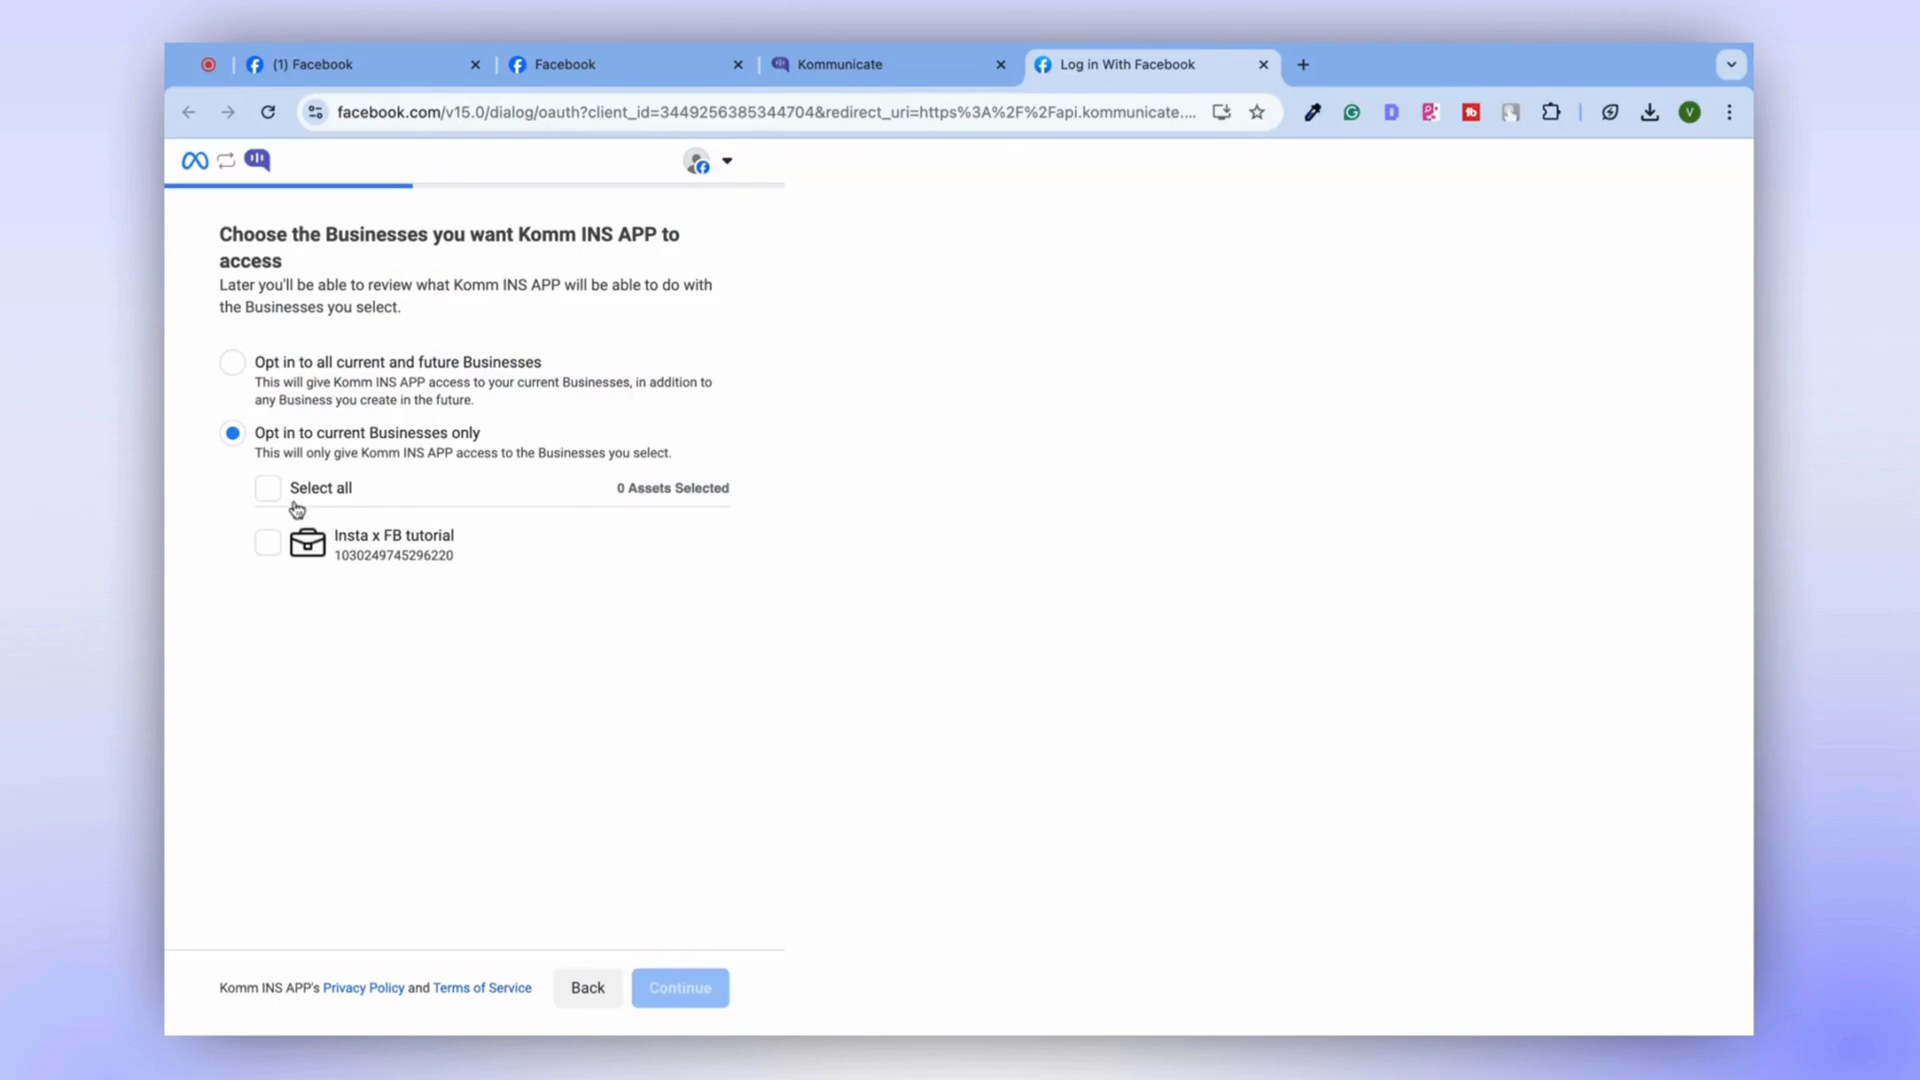 (1) Facebook
Facebook
Kommunicate
Log in With Facebook
facebook.com/v15.0/dialog/oauth?client_id=3449256385344704&redirect_uri=https%3A%2F%2Fapi.kommunicate....
D
tb
V
Choose the Businesses you want Komm INS APP to
access
Later you'll be able to review what Komm INS APP will be able to do with
the Businesses you select.
Opt in to all current and future Businesses
This will give Komm INS APP access to your current Businesses, in addition to
any Business you create in the future.
Opt in to current Businesses only
This will only give Komm INS APP access to the Businesses you select.
Select all
0 Assets Selected
Insta x FB tutorial
1030249745296220
Komm INS APP's Privacy Policy and Terms of Service
Back
Continue